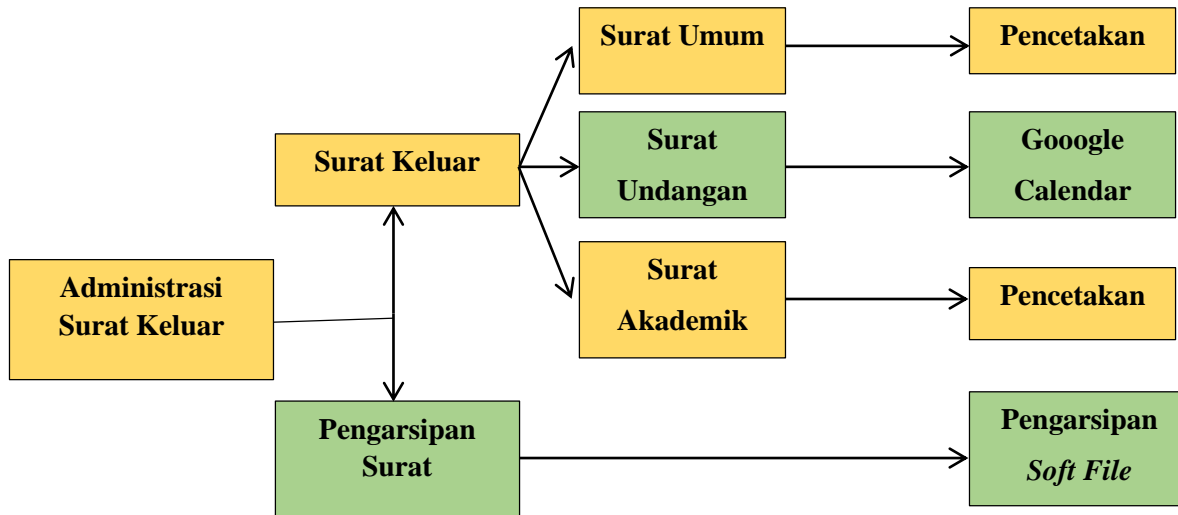 Surat Umum
Pencetakan
Surat Keluar
Surat
Undangan
Gooogle
Calendar
Administrasi
Surat Keluar
Surat
Akademik
Pencetakan
Pengarsipan
Surat
Pengarsipan
Soft File